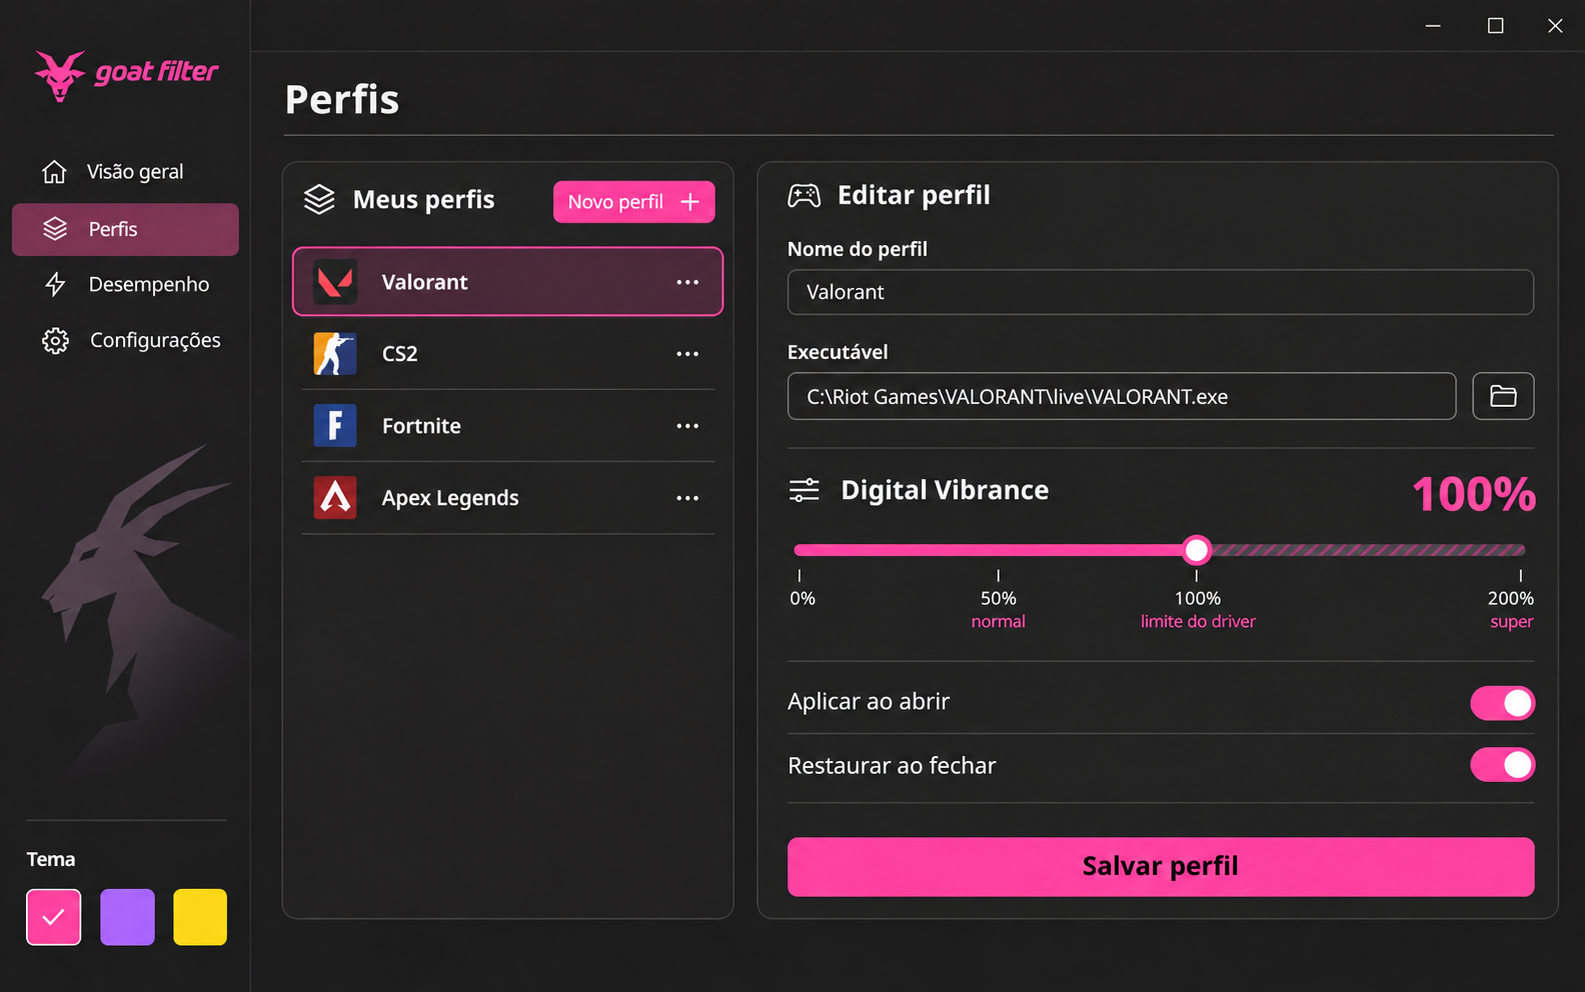 goat filter
Visão geral
Perfis
Desempenho
Configurações
Tema
Perfis
Meus perfis
Novo perfil +
Valorant
CS2
Fortnite
Apex Legends
Editar perfil
Nome do perfil
Valorant
Executável
C:\Riot Games\VALORANT\live\VALORANT.exe
Digital Vibrance
100%
0% 50% 100% 200%
normal limite do driver super
Aplicar ao abrir
Restaurar ao fechar
Salvar perfil